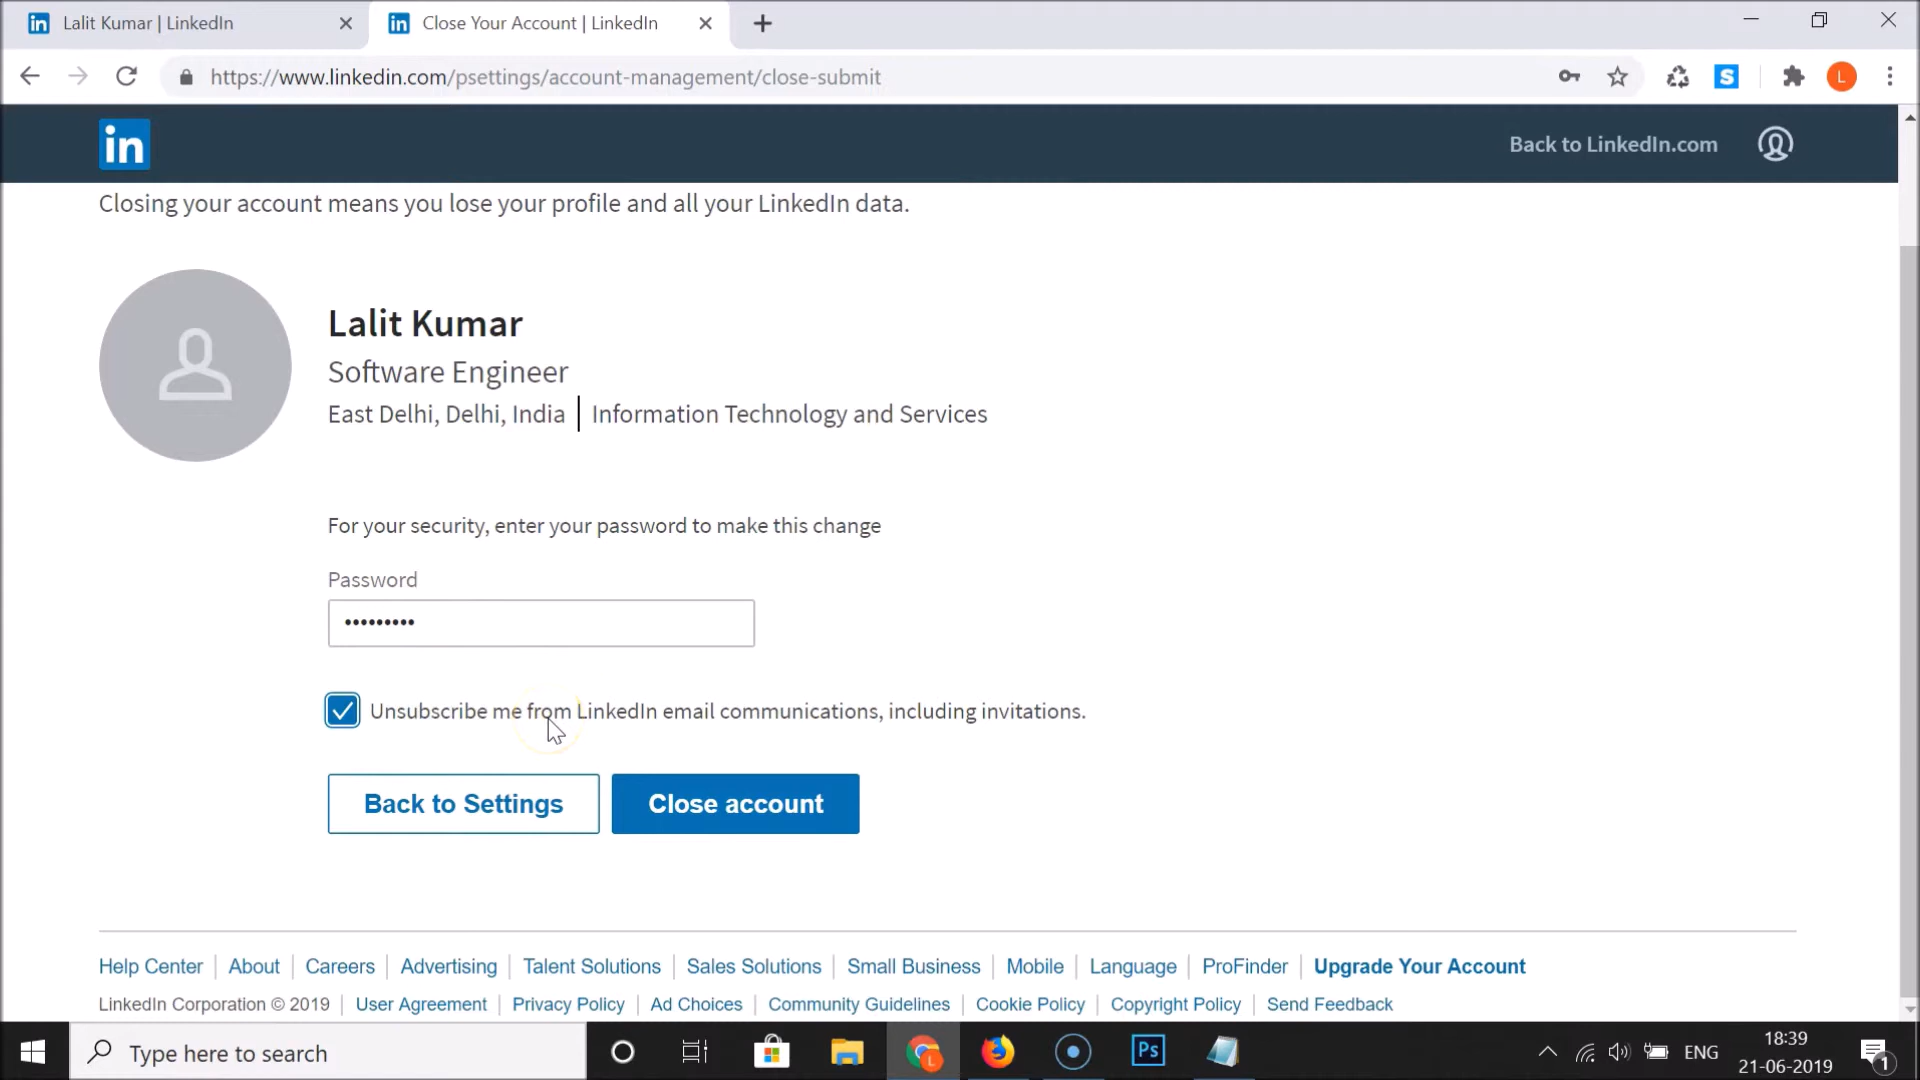 Lalit Kumar | LinkedIn
Close Your Account | LinkedIn
https://www.linkedin.com/psettings/account-management/close-submit
S
L
in
Back to LinkedIn.com
Closing your account means you lose your profile and all your LinkedIn data.
Lalit Kumar
Software Engineer
East Delhi, Delhi, India | Information Technology and Services
For your security, enter your password to make this change
Password
•••••••••
Unsubscribe me from LinkedIn email communications, including invitations.
Back to Settings
Close account
Help Center | About | Careers | Advertising | Talent Solutions | Sales Solutions | Small Business | Mobile | Language | ProFinder | Upgrade Your Account
LinkedIn Corporation © 2019 | User Agreement | Privacy Policy | Ad Choices | Community Guidelines | Cookie Policy | Copyright Policy | Send Feedback
Type here to search
L
Ps
ENG
18:39
21-06-2019
1